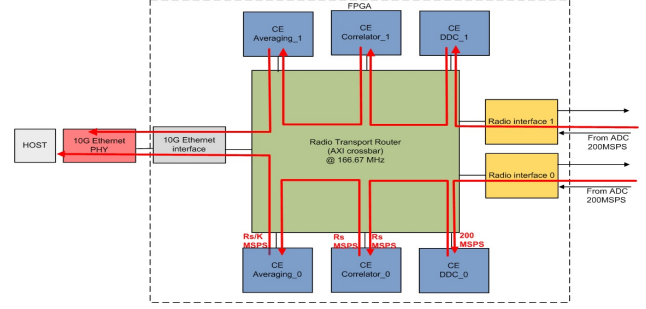 FPGA
CE
Averaging_1
CE
Correlator_1
CE
DDC_1
HOST
10G Ethernet
PHY
10G Ethernet
interface
Radio Transport Router
(AXI crossbar)
@ 166.67 MHz
Radio interface 1
From ADC
200MSPS
Radio interface 0
From ADC
200MSPS
Rs/K
MSPS
Rs
MSPS
Rs
MSPS
200
MSPS
CE
Averaging_0
CE
Correlator_0
CE
DDC_0